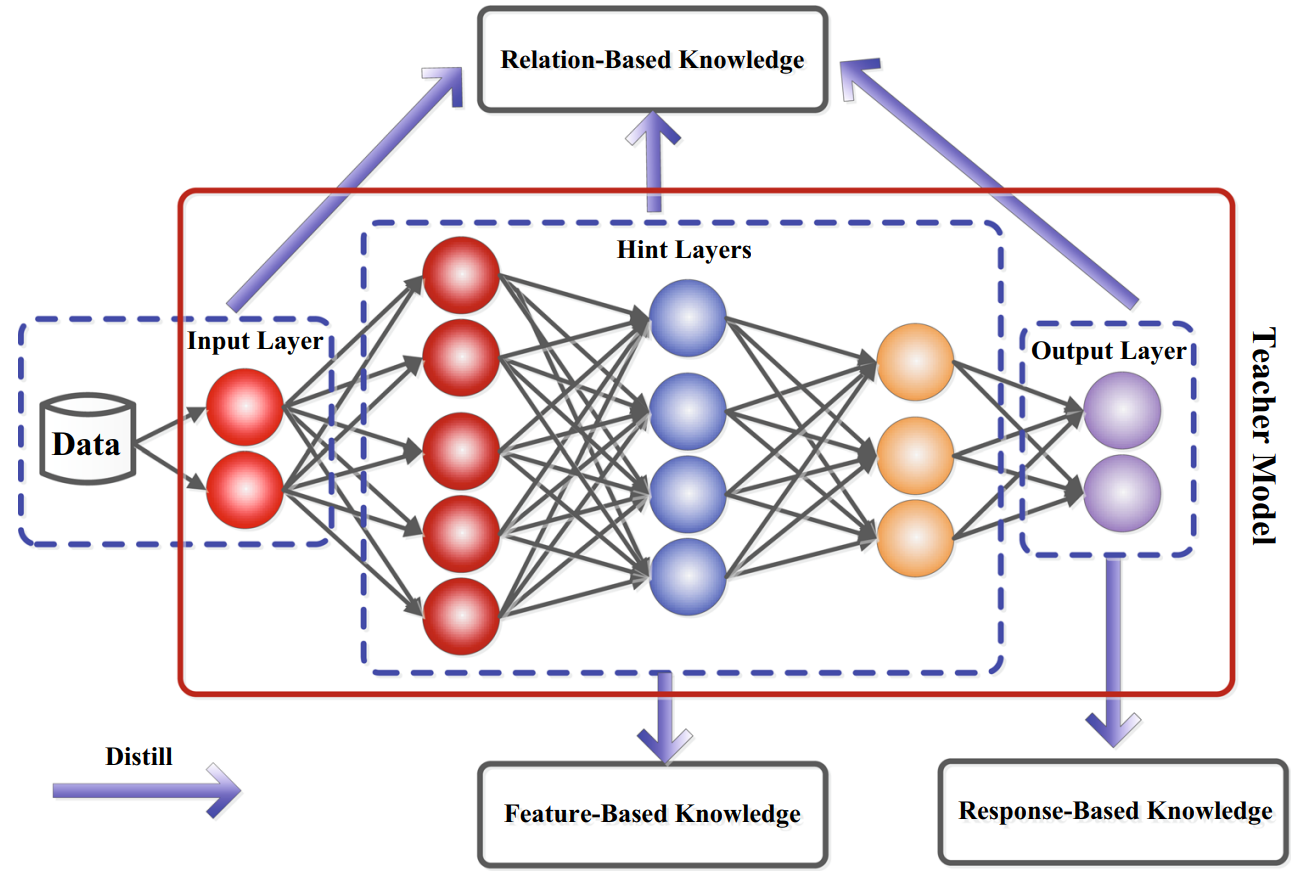 Relation-Based Knowledge
Hint Layers
Input Layer
Output Layer
Data
Teacher Model
Distill
Feature-Based Knowledge
Response-Based Knowledge